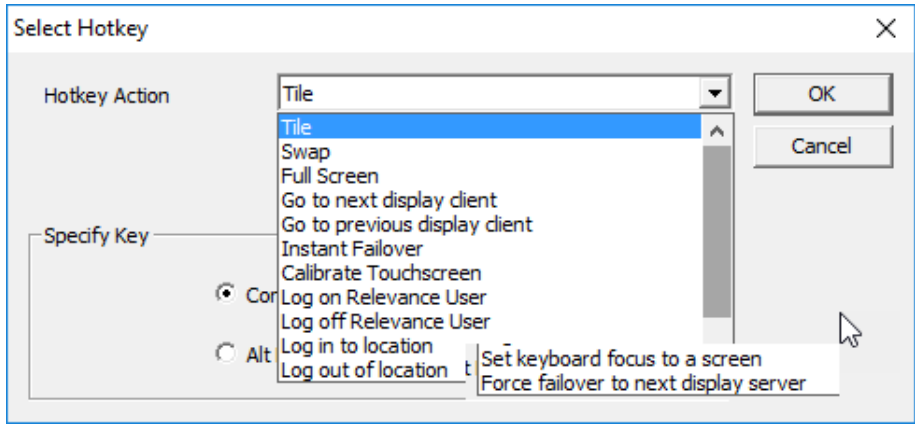 Select Hotkey
Hotkey Action
Tile
OK
Tile
Cancel
Swap
Full Screen
Go to next display client
Go to previous display client
Specify Key
Instant Failover
Calibrate Touchscreen
Log on Relevance User
Log off Relevance User
Alt
Log in to location
Set keyboard focus to a screen
Log out of location
Force failover to next display server